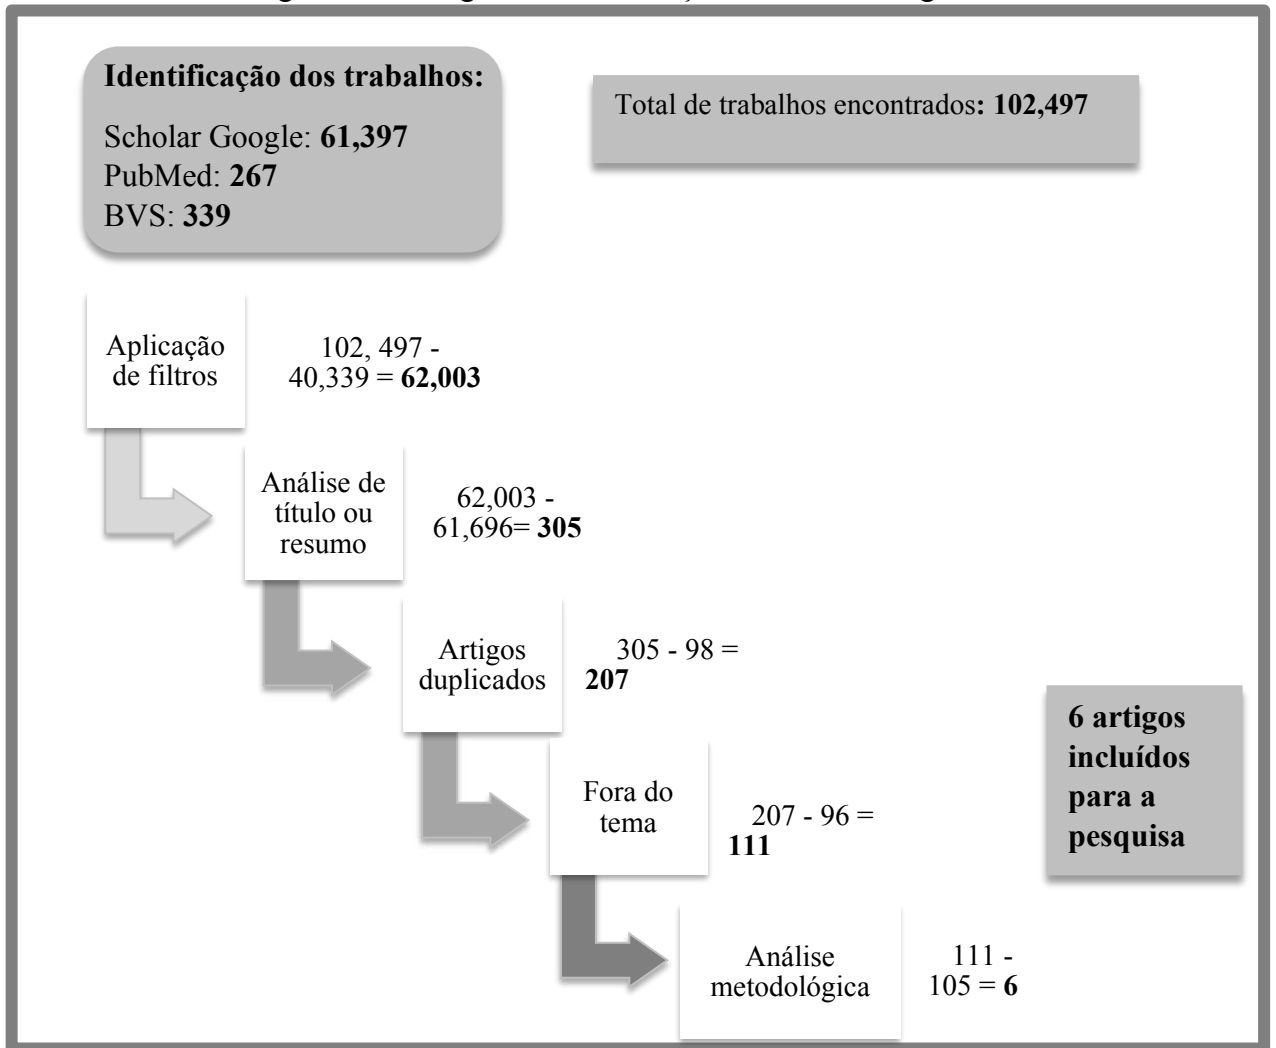 Identificação dos trabalhos:
Scholar Google: 61,397
PubMed: 267
BVS: 339
Total de trabalhos encontrados: 102,497
Aplicação
de filtros
102, 497 -
40,339 = 62,003
Análise de
título ou
resumo
62,003 -
61,696= 305
Artigos
duplicados
305 - 98 =
207
Fora do
tema
207 - 96 =
111
6 artigos
incluídos
para a
pesquisa
Análise
metodológica
111 -
105 = 6